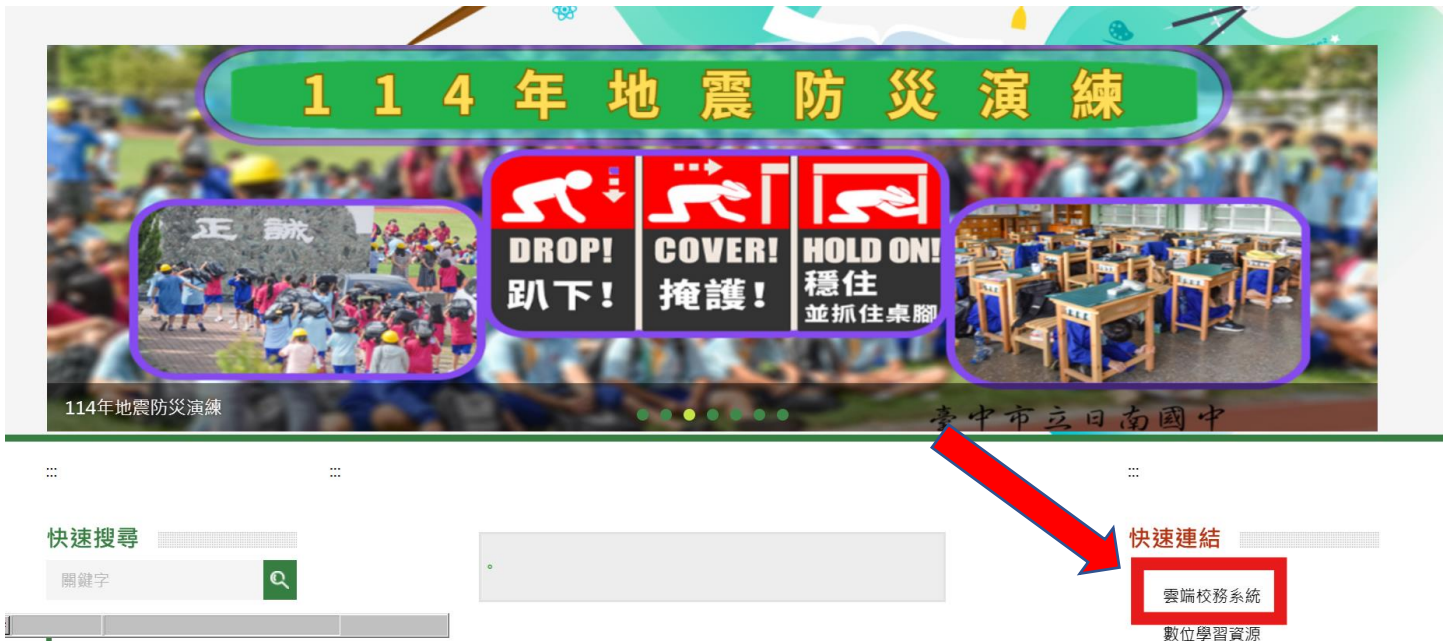 114年地震防災演練
正誠
DROP!
趴下!
COVER!
掩護!
HOLD ON!
穩住
並抓住桌腳
114年地震防災演練
臺中市立日南國中
:::
:::
:::
快速搜尋
關鍵字
快速連結
雲端校務系統
數位學習資源